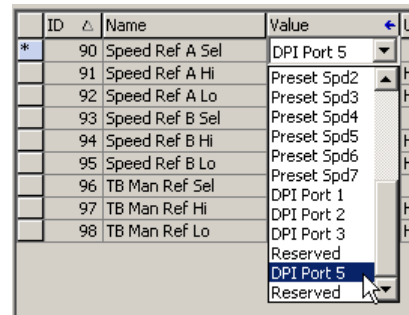 ID Name Value
* 90 Speed Ref A Sel DPI Port 5
91 Speed Ref A Hi
92 Speed Ref A Lo
93 Speed Ref B Sel
94 Speed Ref B Hi
95 Speed Ref B Lo
96 TB Man Ref Sel
97 TB Man Ref Hi
98 TB Man Ref Lo
Preset Spd2
Preset Spd3
Preset Spd4
Preset Spd5
Preset Spd6
Preset Spd7
DPI Port 1
DPI Port 2
DPI Port 3
Reserved
DPI Port 5
Reserved